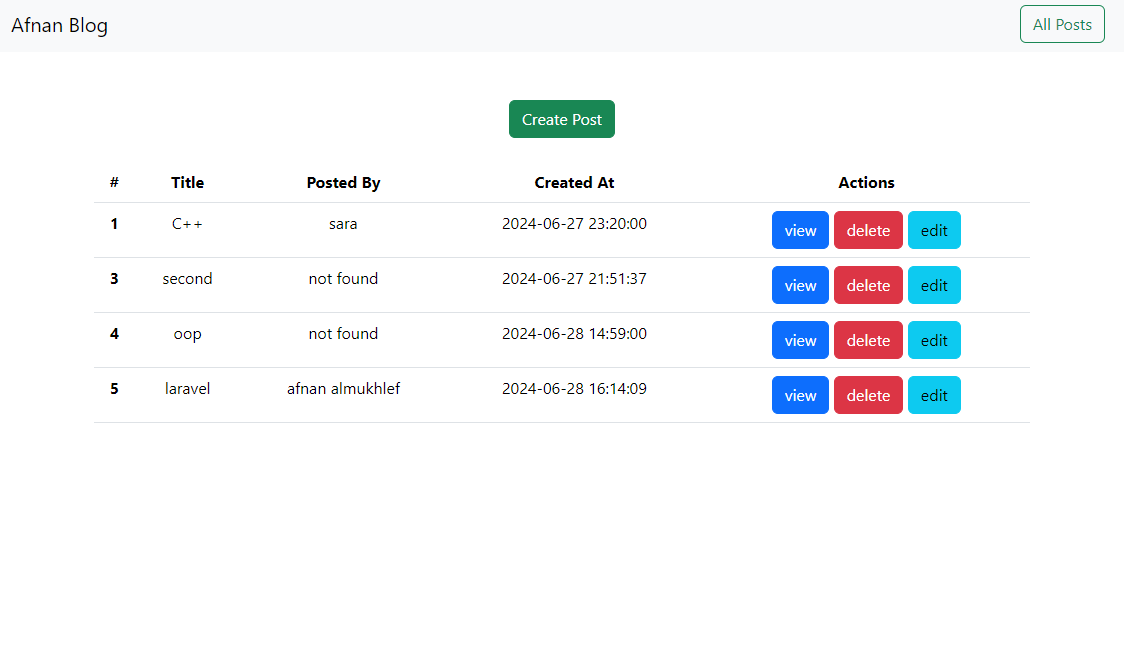 Afnan Blog All Posts
Create Post
# Title Posted By Created At Actions
1 C++ sara 2024-06-27 23:20:00 view delete edit
3 second not found 2024-06-27 21:51:37 view delete edit
4 oop not found 2024-06-28 14:59:00 view delete edit
5 laravel afnan almukhlef 2024-06-28 16:14:09 view delete edit